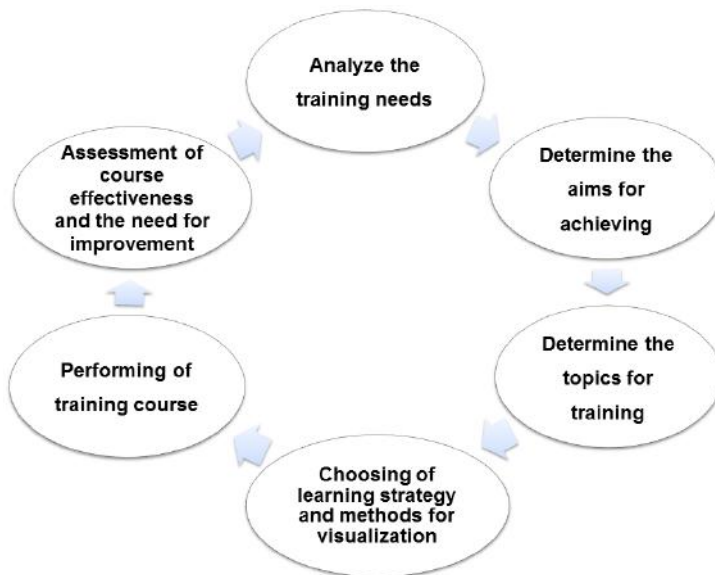 Analyze the
training needs
Determine the
aims for
achieving
Determine the
topics for
training
Choosing of
learning strategy
and methods for
visualization
Performing of
training course
Assessment of
course
effectiveness
and the need for
improvement